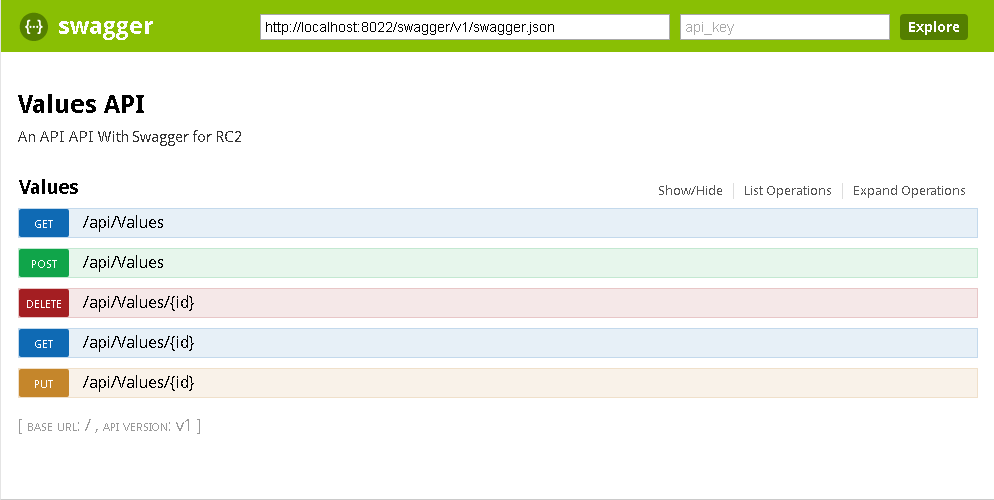 {··} swagger http://localhost:8022/swagger/v1/swagger.json api_key Explore
Values API
An API API With Swagger for RC2
Values Show/Hide List Operations Expand Operations
GET /api/Values
POST /api/Values
DELETE /api/Values/{id}
GET /api/Values/{id}
PUT /api/Values/{id}
[ BASE URL: / , API VERSION: V1 ]